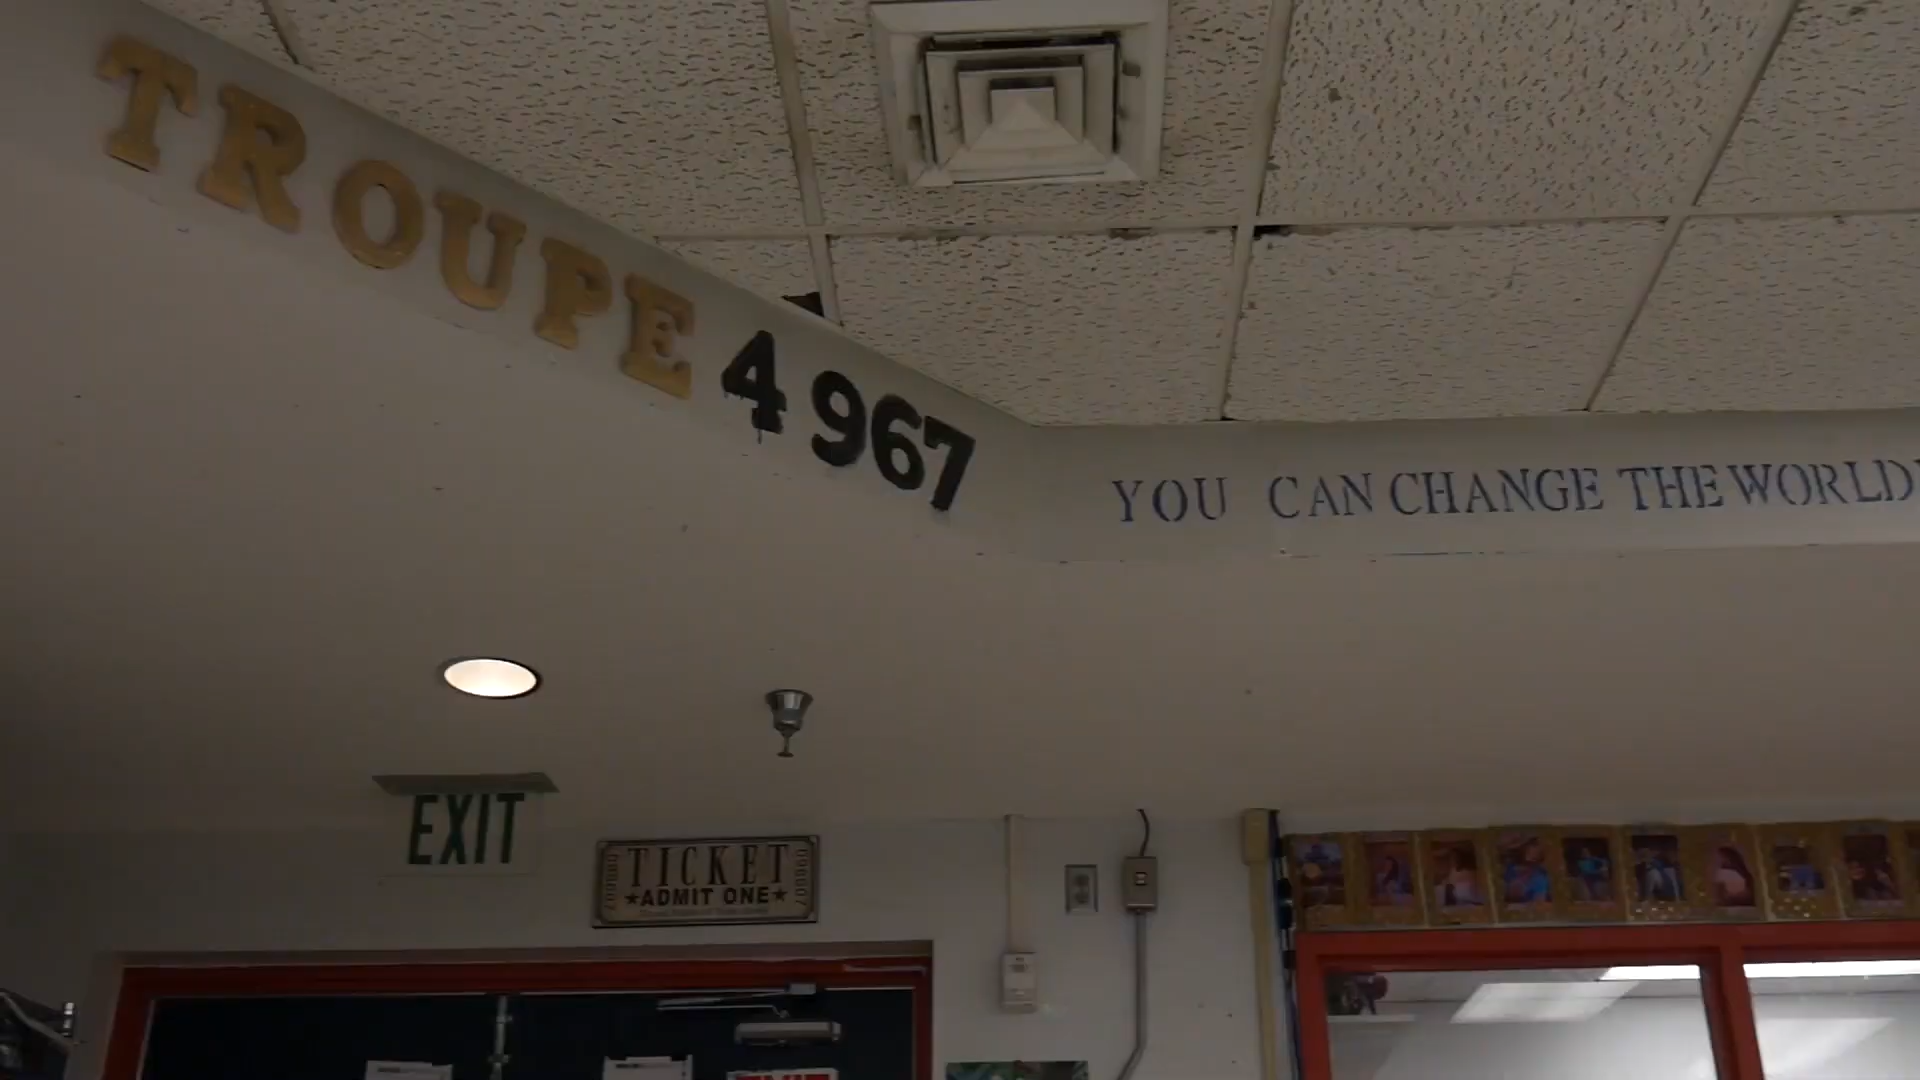 TROUPE 4967
YOU CAN CHANGE THE WORLD
EXIT
TICKET
★ADMIT ONE★